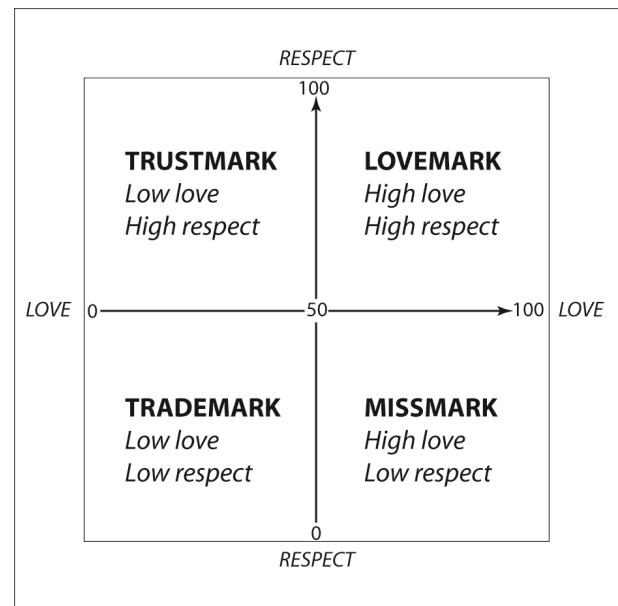 RESPECT
100
TRUSTMARK
Low love
High respect
LOVEMARK
High love
High respect
LOVE
0
50
100
LOVE
TRADEMARK
Low love
Low respect
MISSMARK
High love
Low respect
0
RESPECT